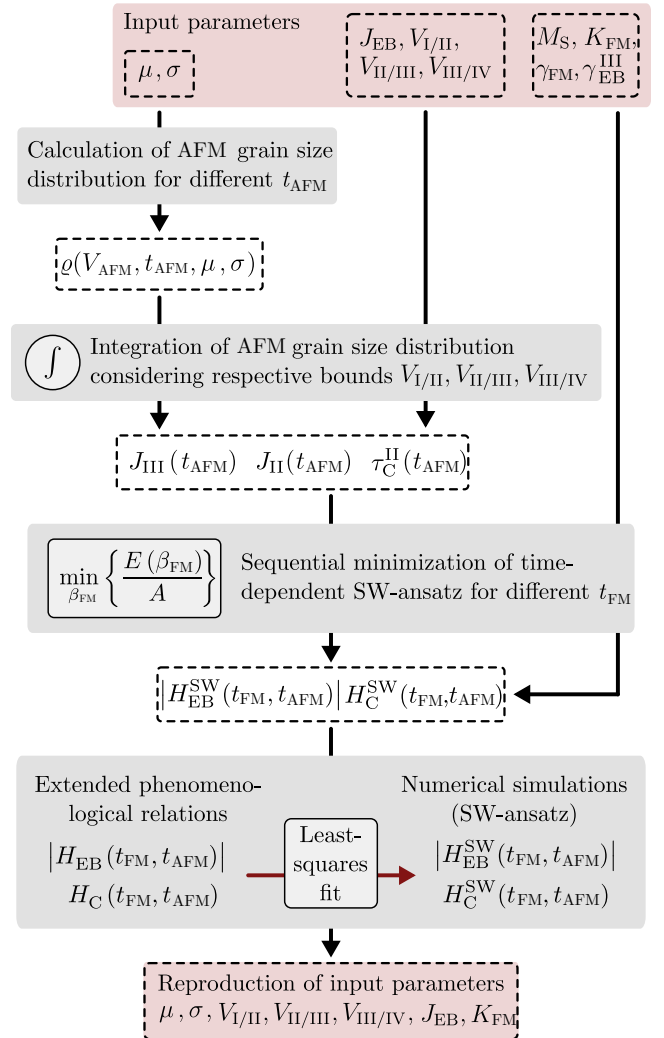 Input parameters
μ, σ
J_EB, V_I/II,
V_II/III, V_III/IV
M_S, K_FM,
γ_FM, γ_EB^III
Calculation of AFM grain size
distribution for different t_AFM
ϱ(V_AFM, t_AFM, μ, σ)
∫
Integration of AFM grain size distribution
considering respective bounds V_I/II, V_II/III, V_III/IV
J_III(t_AFM) J_II(t_AFM) τ_C^II(t_AFM)
min_{β_FM} { E(β_FM) / A }
Sequential minimization of time-
dependent SW-ansatz for different t_FM
|H_EB^SW(t_FM, t_AFM)| H_C^SW(t_FM, t_AFM)
Extended phenomeno-
logical relations
|H_EB(t_FM, t_AFM)|
H_C(t_FM, t_AFM)
Least-
squares
fit
Numerical simulations
(SW-ansatz)
|H_EB^SW(t_FM, t_AFM)|
H_C^SW(t_FM, t_AFM)
Reproduction of input parameters
μ, σ, V_I/II, V_II/III, V_III/IV, J_EB, K_FM